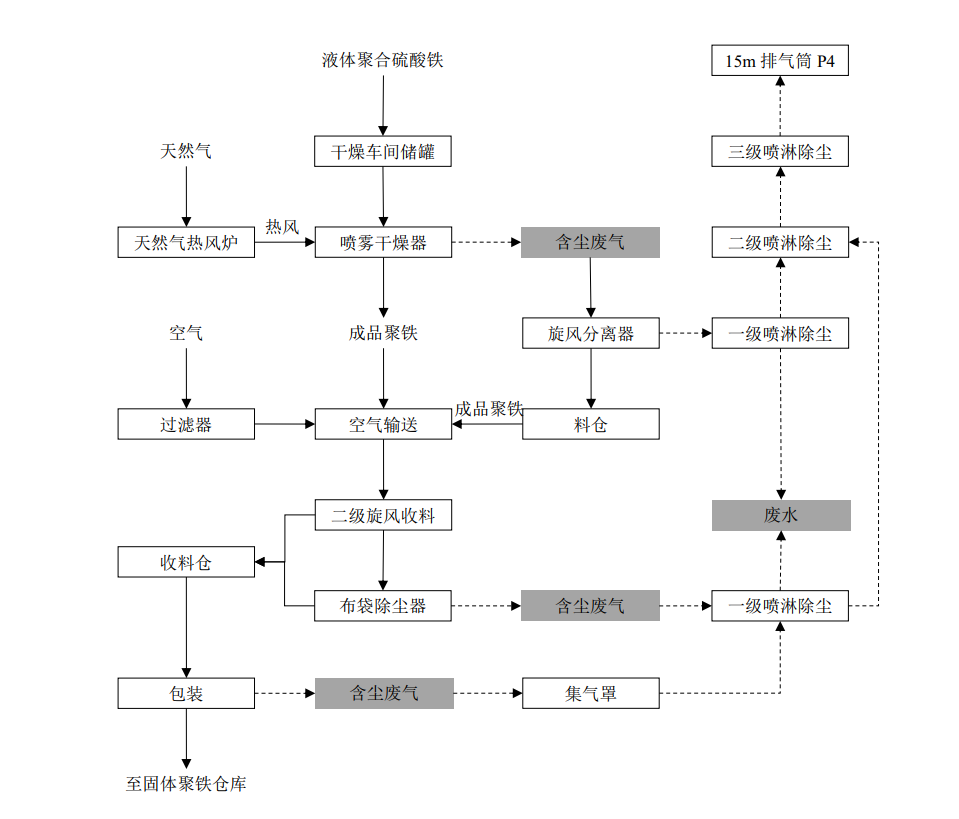 液体聚合硫酸铁
15m 排气筒 P4
天然气
干燥车间储罐
三级喷淋除尘
热风
天然气热风炉
喷雾干燥器
含尘废气
二级喷淋除尘
空气
成品聚铁
旋风分离器
一级喷淋除尘
成品聚铁
过滤器
空气输送
料仓
二级旋风收料
废水
收料仓
布袋除尘器
含尘废气
一级喷淋除尘
包装
含尘废气
集气罩
至固体聚铁仓库